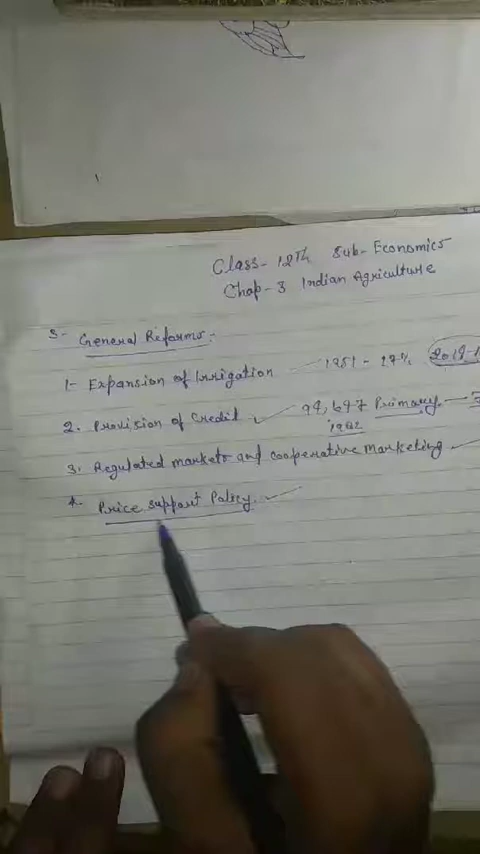 Class- 12Th Sub- Economics
Chap- 3 Indian Agriculture
5- General Reforms:-
1- Expansion of Irrigation 1951 - 17%
2. Provision of Credit 94,647 Primary.
1982
3. Regulated markets and cooperative marketing
4. Price support Policy.